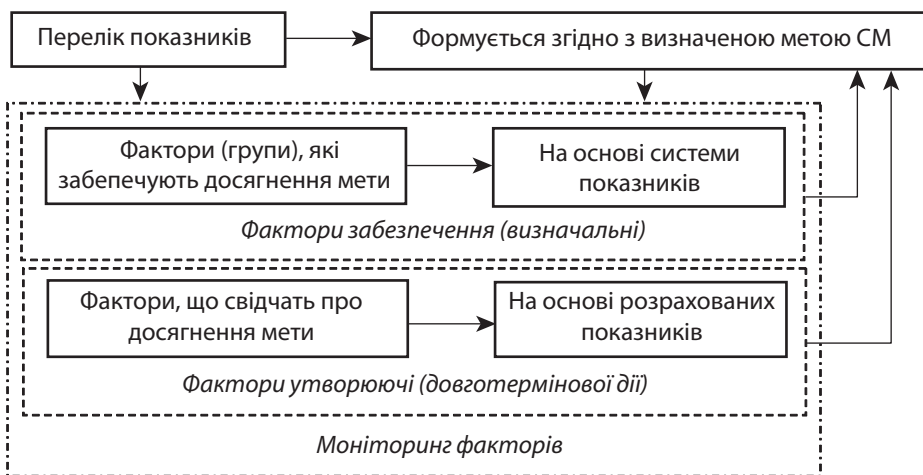 Перелік показників
Формується згідно з визначеною метою СМ
Фактори (групи), які
забепечують досягнення мети
На основі системи
показників
Фактори забезпечення (визначальні)
Фактори, що свідчать про
досягнення мети
На основі розрахованих
показників
Фактори утворюючі (довготермінової дії)
Моніторинг факторів